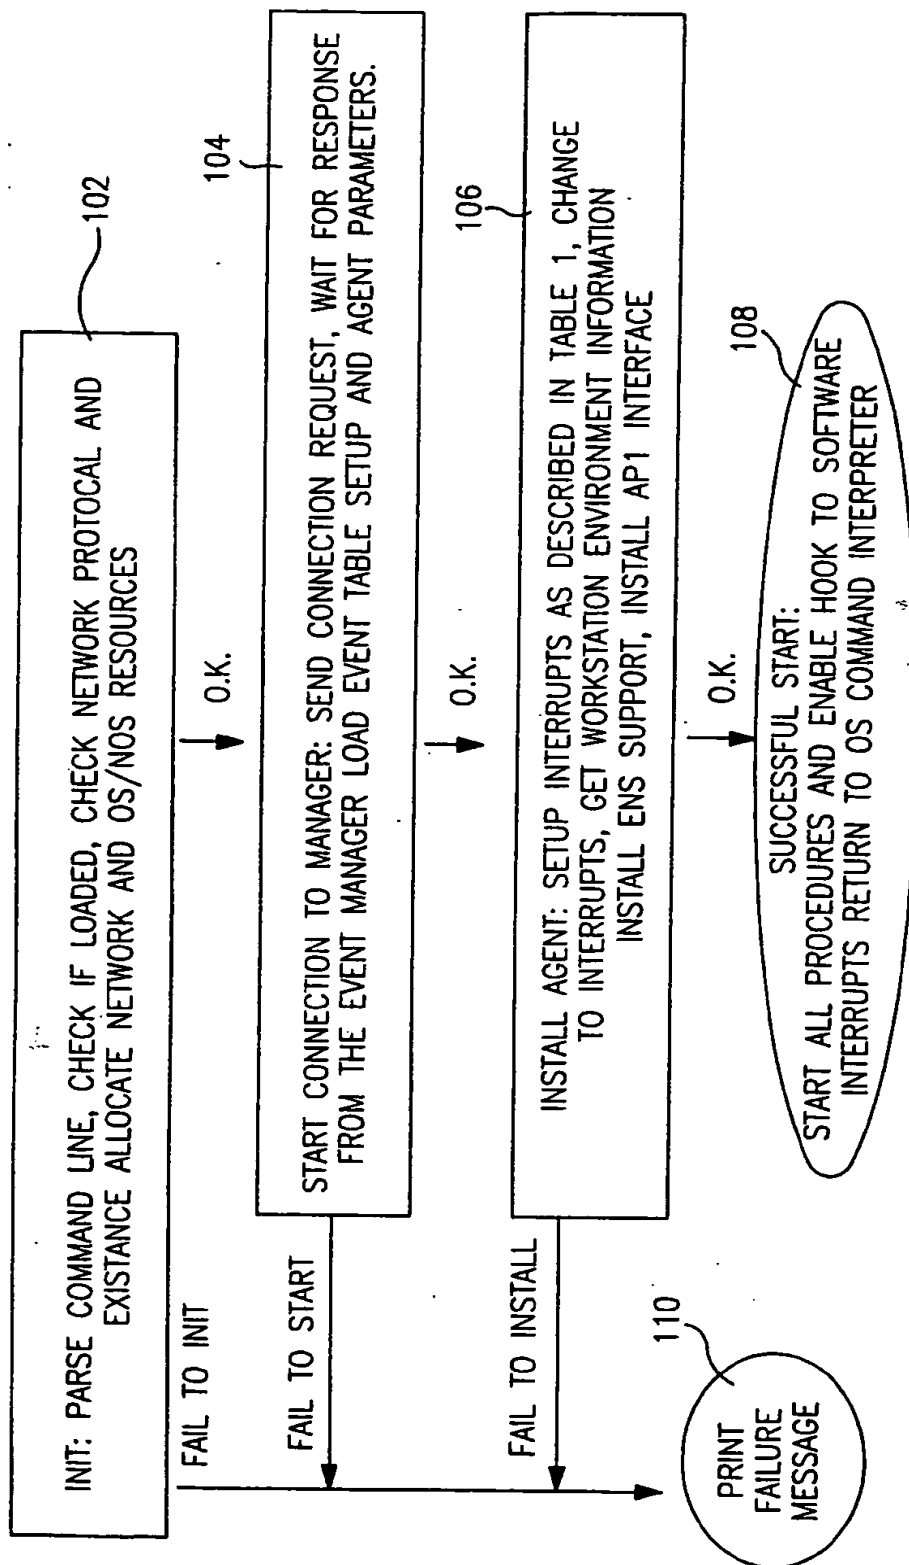 102
INIT: PARSE COMMAND LINE, CHECK IF LOADED, CHECK NETWORK PROTOCAL AND
EXISTANCE ALLOCATE NETWORK AND OS/NOS RESOURCES
FAIL TO INIT
O.K.
104
START CONNECTION TO MANAGER: SEND CONNECTION REQUEST, WAIT FOR RESPONSE
FROM THE EVENT MANAGER LOAD EVENT TABLE SETUP AND AGENT PARAMETERS.
FAIL TO START
O.K.
106
INSTALL AGENT: SETUP INTERRUPTS AS DESCRIBED IN TABLE 1, CHANGE
TO INTERRUPTS, GET WORKSTATION ENVIRONMENT INFORMATION
INSTALL ENS SUPPORT, INSTALL AP1 INTERFACE
FAIL TO INSTALL
O.K.
110
PRINT
FAILURE
MESSAGE
108
SUCCESSFUL START:
START ALL PROCEDURES AND ENABLE HOOK TO SOFTWARE
INTERRUPTS RETURN TO OS COMMAND INTERPRETER